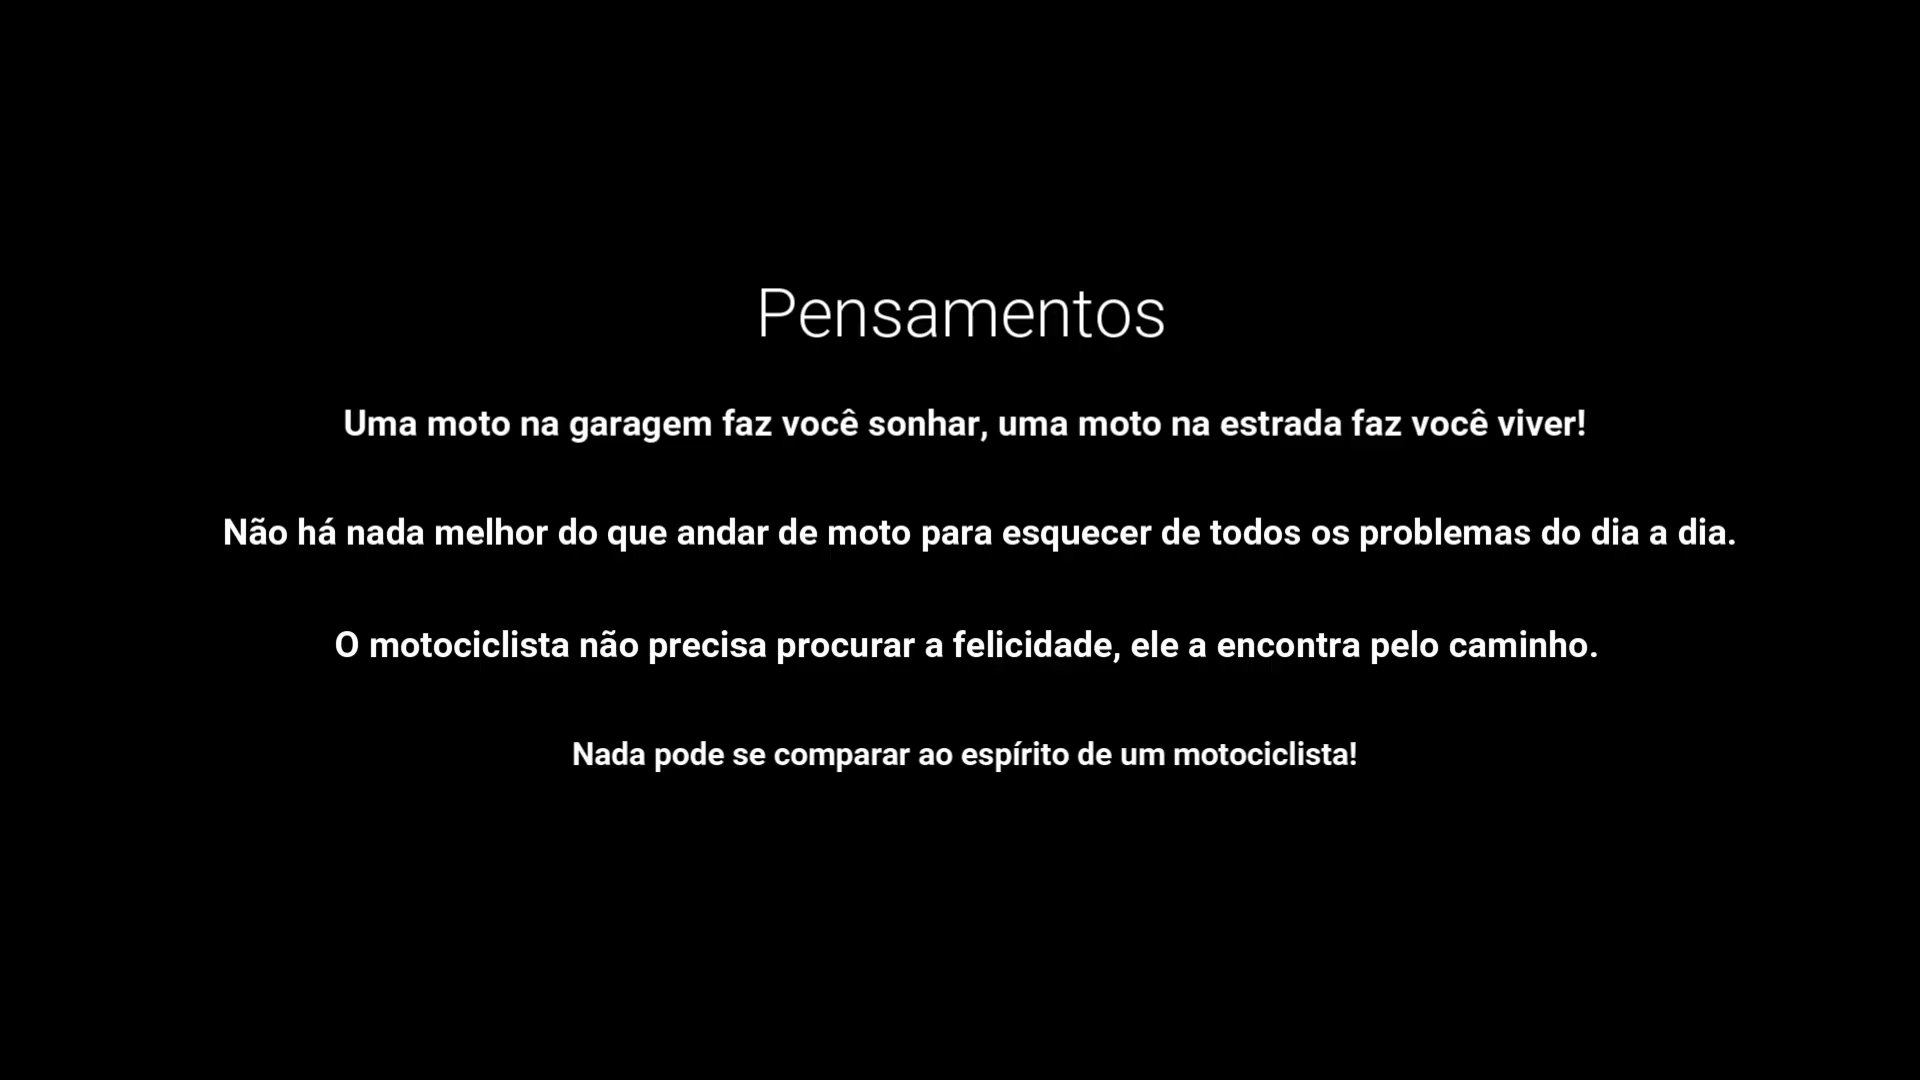 Pensamentos
Uma moto na garagem faz você sonhar, uma moto na estrada faz você viver!
Não há nada melhor do que andar de moto para esquecer de todos os problemas do dia a dia.
O motociclista não precisa procurar a felicidade, ele a encontra pelo caminho.
Nada pode se comparar ao espírito de um motociclista!